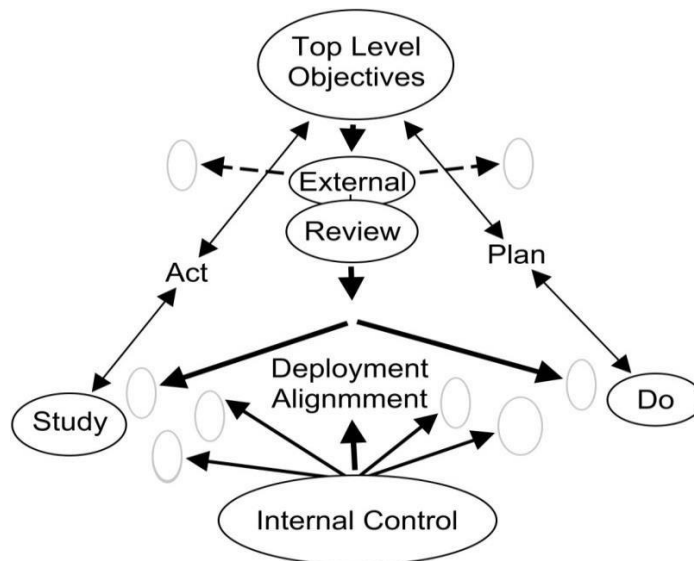 Top Level
Objectives
External
Review
Act
Plan
Deployment
Alignmment
Study
Do
Internal Control